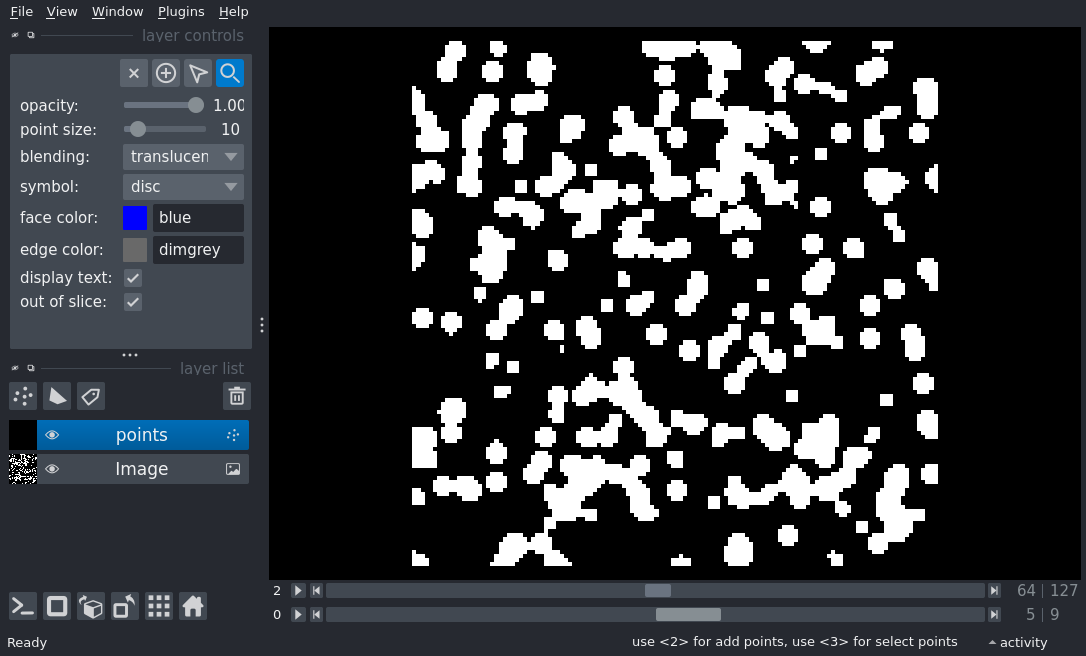 File View Window Plugins Help
layer controls
opacity: 1.00
point size: 10
blending: translucen
symbol: disc
face color: blue
edge color: dimgrey
display text:
out of slice:
layer list
points
Image
2 64 | 127
0 5 | 9
Ready use <2> for add points, use <3> for select points activity